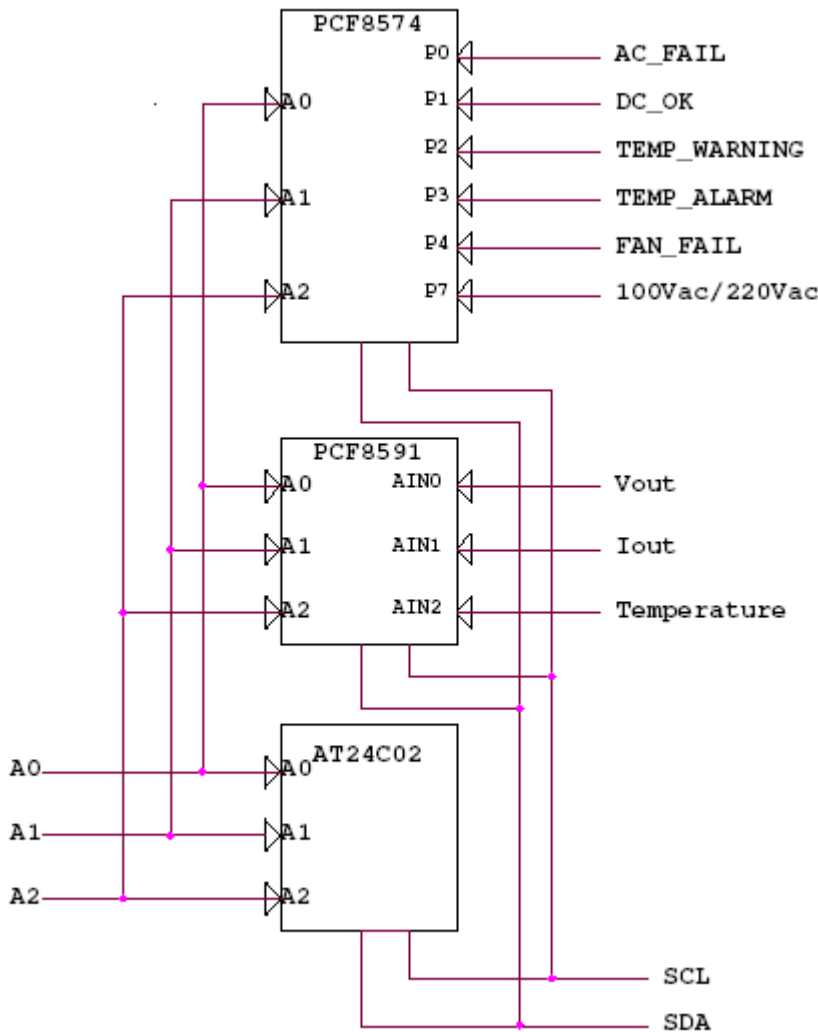 PCF8574
P0 AC_FAIL
A0 P1 DC_OK
P2 TEMP_WARNING
A1 P3 TEMP_ALARM
P4 FAN_FAIL
A2 P7 100Vac/220Vac
PCF8591
A0 AIN0 Vout
A1 AIN1 Iout
A2 AIN2 Temperature
AT24C02
A0 A0
A1 A1
A2 A2
SCL
SDA